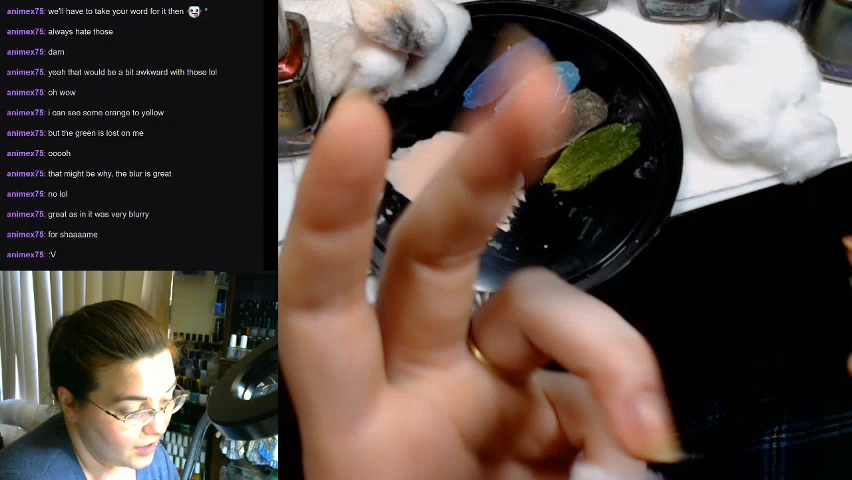 animex75: we'll have to take your word for it then
animex75: always hate those
animex75: darn
animex75: yeah that would be a bit awkward with those lol
animex75: oh wow
animex75: i can see some orange to yellow
animex75: but the green is lost on me
animex75: ooooh
animex75: that might be why, the blur is great
animex75: no lol
animex75: great as in it was very blurry
animex75: for shaaaame
animex75: :V